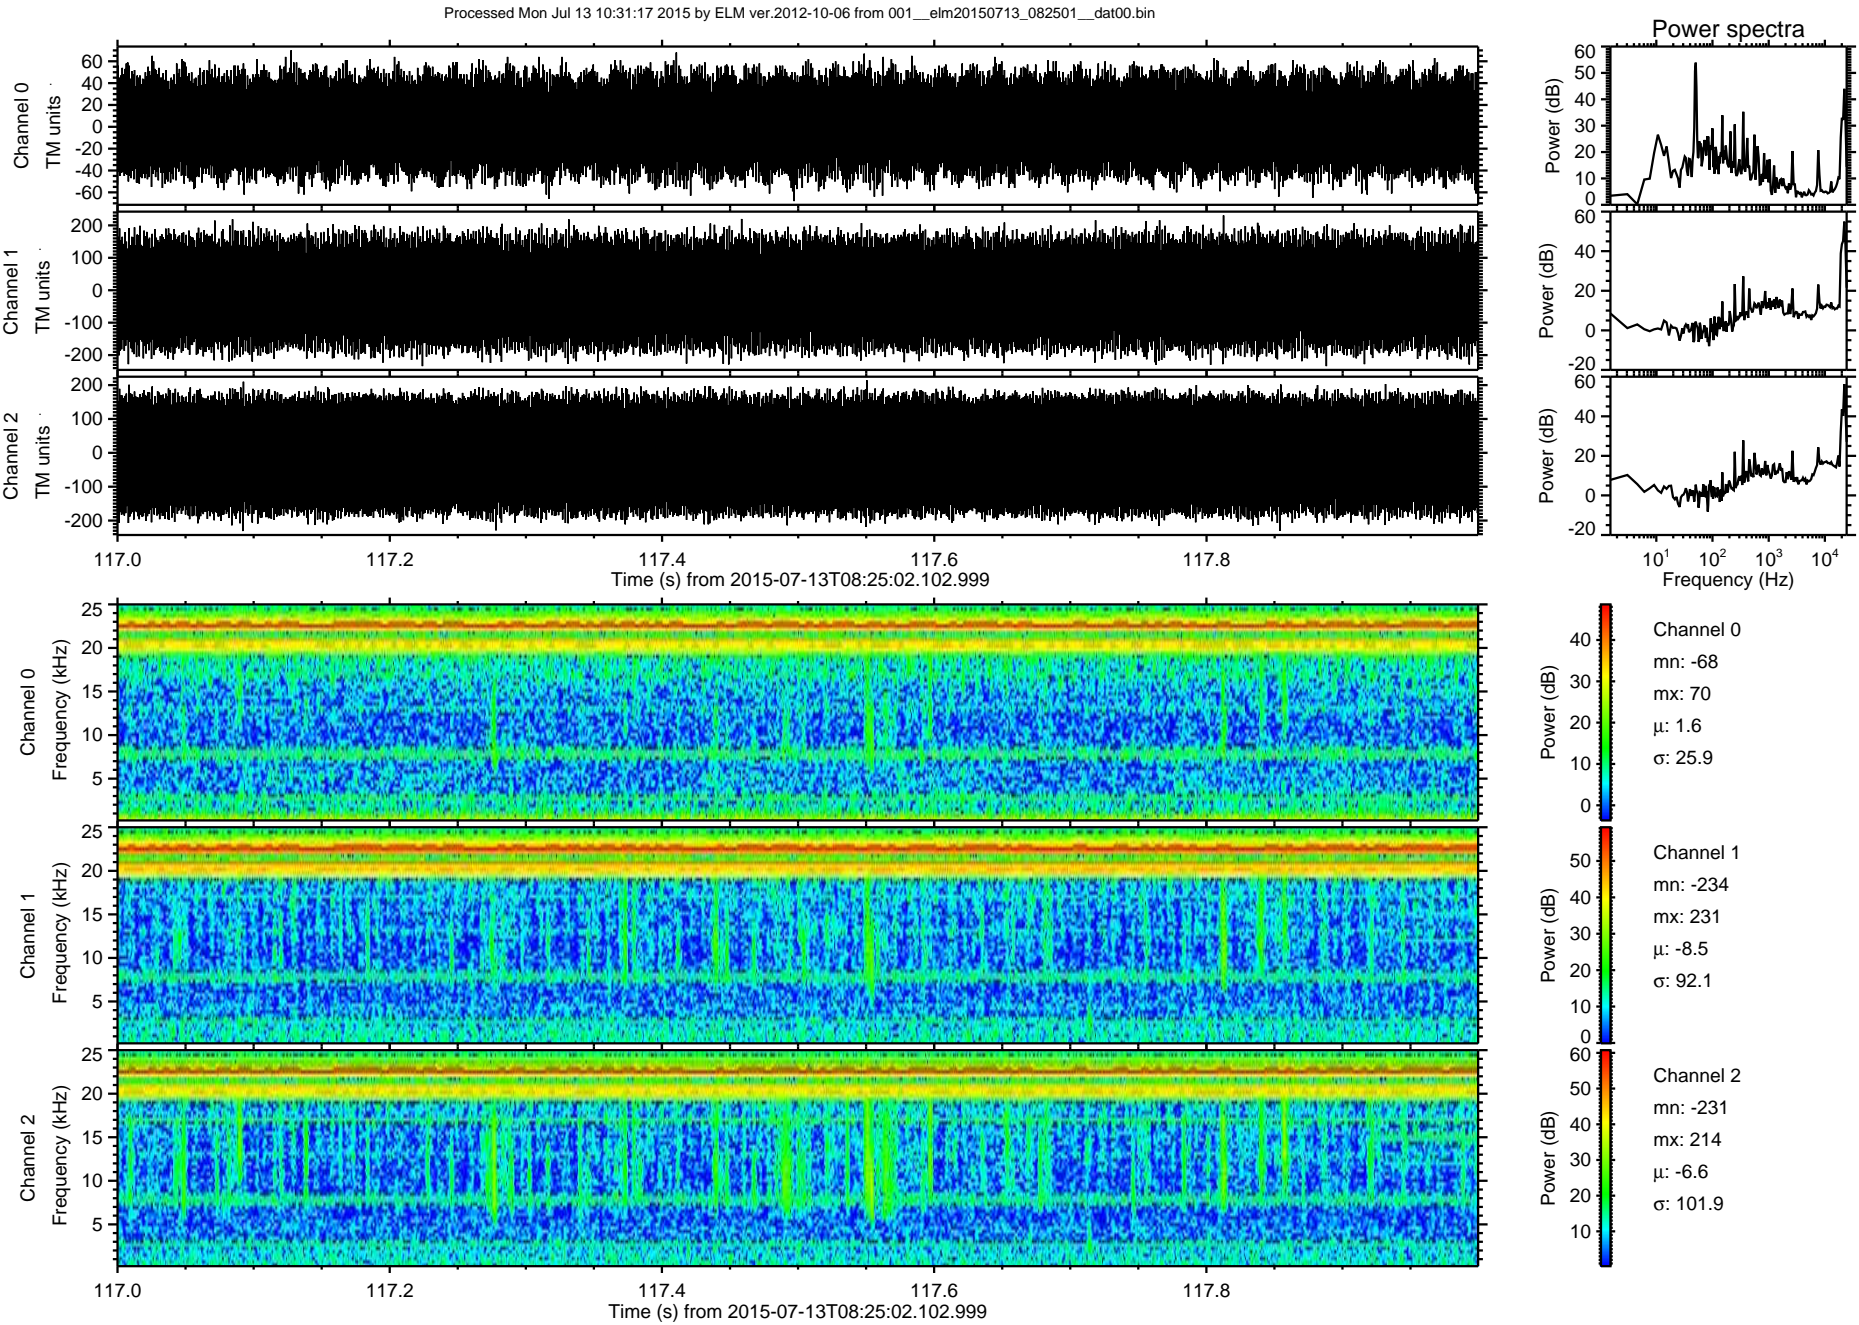 Processed Mon Jul 13 10:31:17 2015 by ELM ver.2012-10-06 from 001__elm20150713_082501__dat00.bin
Power spectra
Channel 0
TM units
60
40
20
0
-20
-40
-60
Power (dB)
60
50
40
30
20
10
0
Channel 1
TM units
200
100
0
-100
-200
Power (dB)
60
40
20
0
-20
Channel 2
TM units
200
100
0
-100
-200
Power (dB)
60
40
20
0
-20
117.0 117.2 117.4 117.6 117.8
Time (s) from 2015-07-13T08:25:02.102.999
10^1 10^2 10^3 10^4
Frequency (Hz)
Channel 0
Frequency (kHz)
25
20
15
10
5
Power (dB)
40
30
20
10
0
Channel 0
mn: -68
mx: 70
μ: 1.6
σ: 25.9
Channel 1
Frequency (kHz)
25
20
15
10
5
Power (dB)
50
40
30
20
10
0
Channel 1
mn: -234
mx: 231
μ: -8.5
σ: 92.1
Channel 2
Frequency (kHz)
25
20
15
10
5
Power (dB)
60
50
40
30
20
10
Channel 2
mn: -231
mx: 214
μ: -6.6
σ: 101.9
117.0 117.2 117.4 117.6 117.8
Time (s) from 2015-07-13T08:25:02.102.999